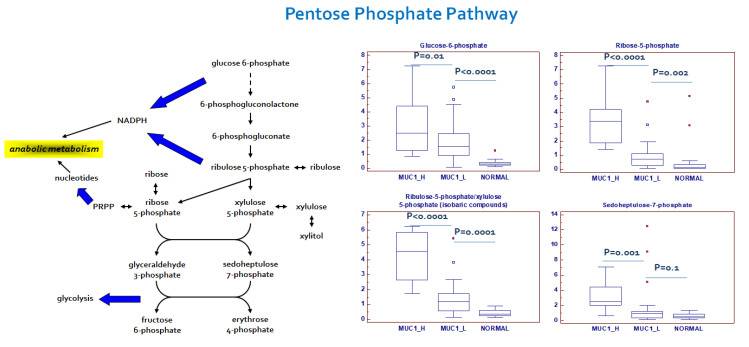 Pentose Phosphate Pathway
glucose 6-phosphate
6-phosphogluconolactone
NADPH
6-phosphogluconate
anabolic metabolism
ribulose 5-phosphate
ribulose
nucleotides
ribose
PRPP
ribose
5-phosphate
xylulose
5-phosphate
xylulose
xylitol
glyceraldehyde
3-phosphate
sedoheptulose
7-phosphate
glycolysis
fructose
6-phosphate
erythrose
4-phosphate
Glucose-6-phosphate
P=0.01
P<0.0001
8
7
6
5
4
3
2
1
0
MUC1_H MUC1_L NORMAL
Ribose-5-phosphate
P<0.0001
P=0.002
8
7
6
5
4
3
2
1
0
MUC1_H MUC1_L NORMAL
Ribulose-5-phosphate/xylulose
5-phosphate (isobaric compounds)
P<0.0001
P=0.0001
7
6
5
4
3
2
1
0
MUC1_H MUC1_L NORMAL
Sedoheptulose-7-phosphate
P=0.001
P=0.1
14
12
10
8
6
4
2
0
MUC1_H MUC1_L NORMAL